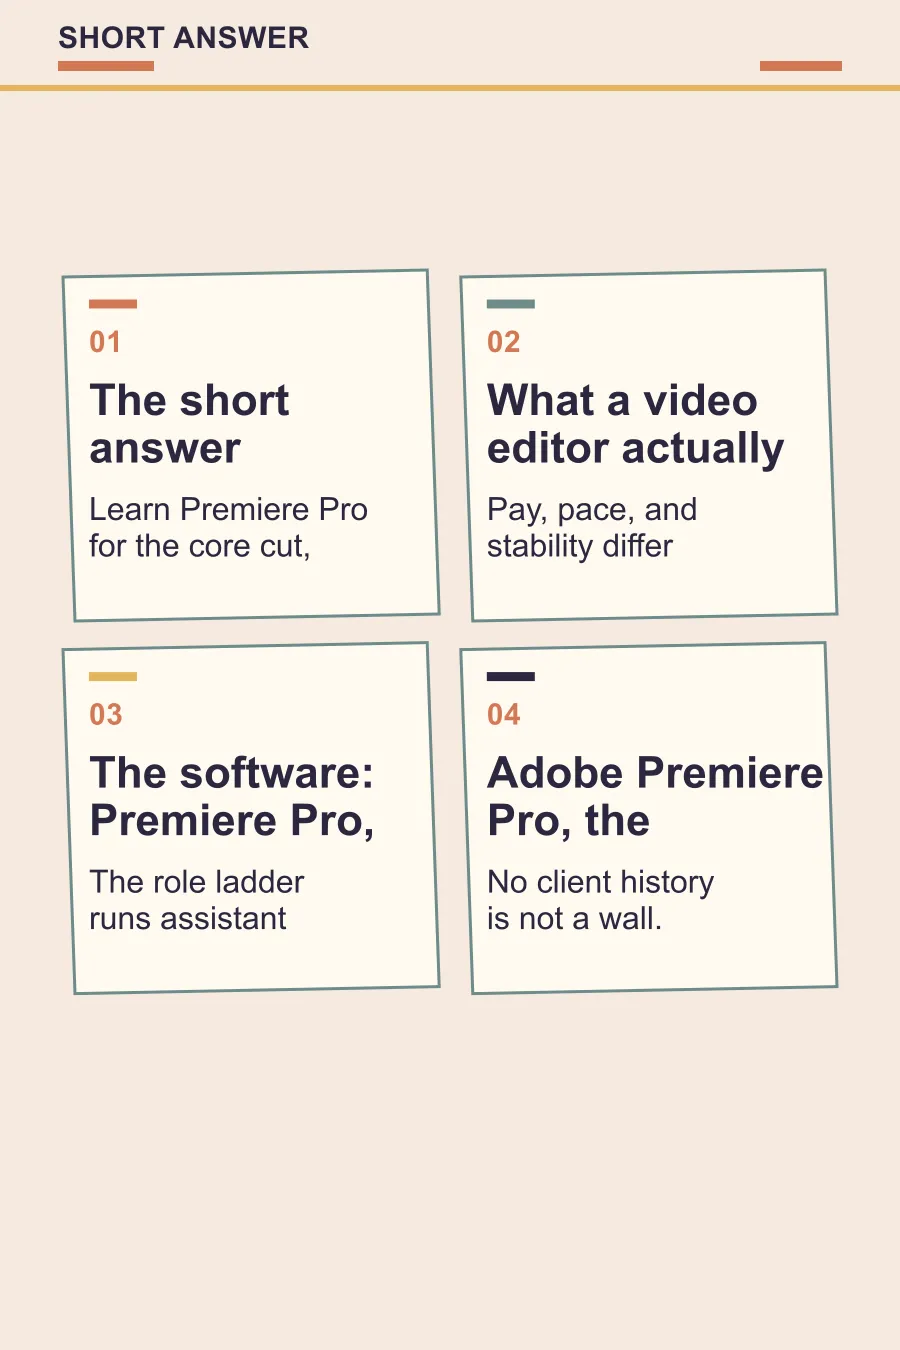 SHORT ANSWER
01
The short
answer
Learn Premiere Pro
for the core cut,
02
What a video
editor actually
Pay, pace, and
stability differ
03
The software:
Premiere Pro,
The role ladder
runs assistant
04
Adobe Premiere
Pro, the
No client history
is not a wall.